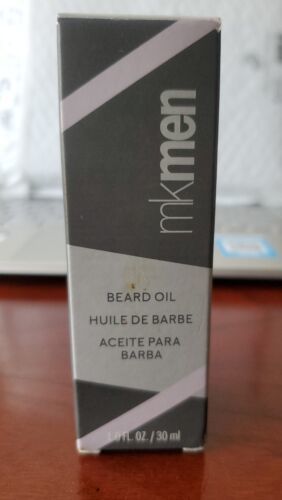 mkmen
BEARD OIL
HUILE DE BARBE
ACEITE PARA
BARBA
1.0 FL. OZ. / 30 ml